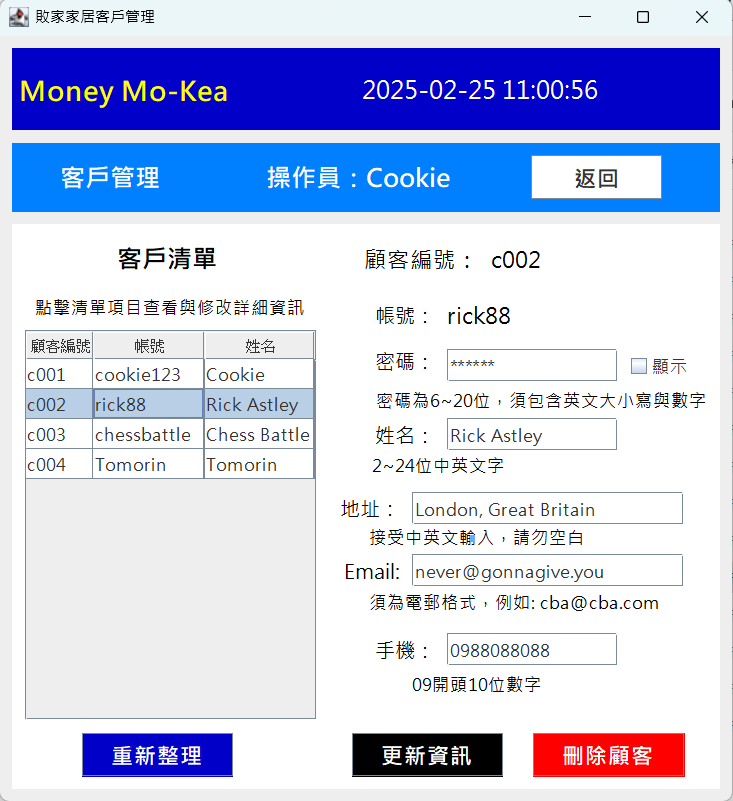 敗家家居客戶管理
Money Mo-Kea 2025-02-25 11:00:56
客戶管理 操作員：Cookie 返回
客戶清單
點擊清單項目查看與修改詳細資訊
顧客編號 帳號 姓名
c001 cookie123 Cookie
c002 rick88 Rick Astley
c003 chessbattle Chess Battle
c004 Tomorin Tomorin
重新整理
顧客編號： c002
帳號： rick88
密碼： ****** 顯示
密碼為6~20位，須包含英文大小寫與數字
姓名： Rick Astley
2~24位中英文字
地址： London, Great Britain
接受中英文輸入，請勿空白
Email: never@gonnagive.you
須為電郵格式，例如: cba@cba.com
手機： 0988088088
09開頭10位數字
更新資訊 刪除顧客